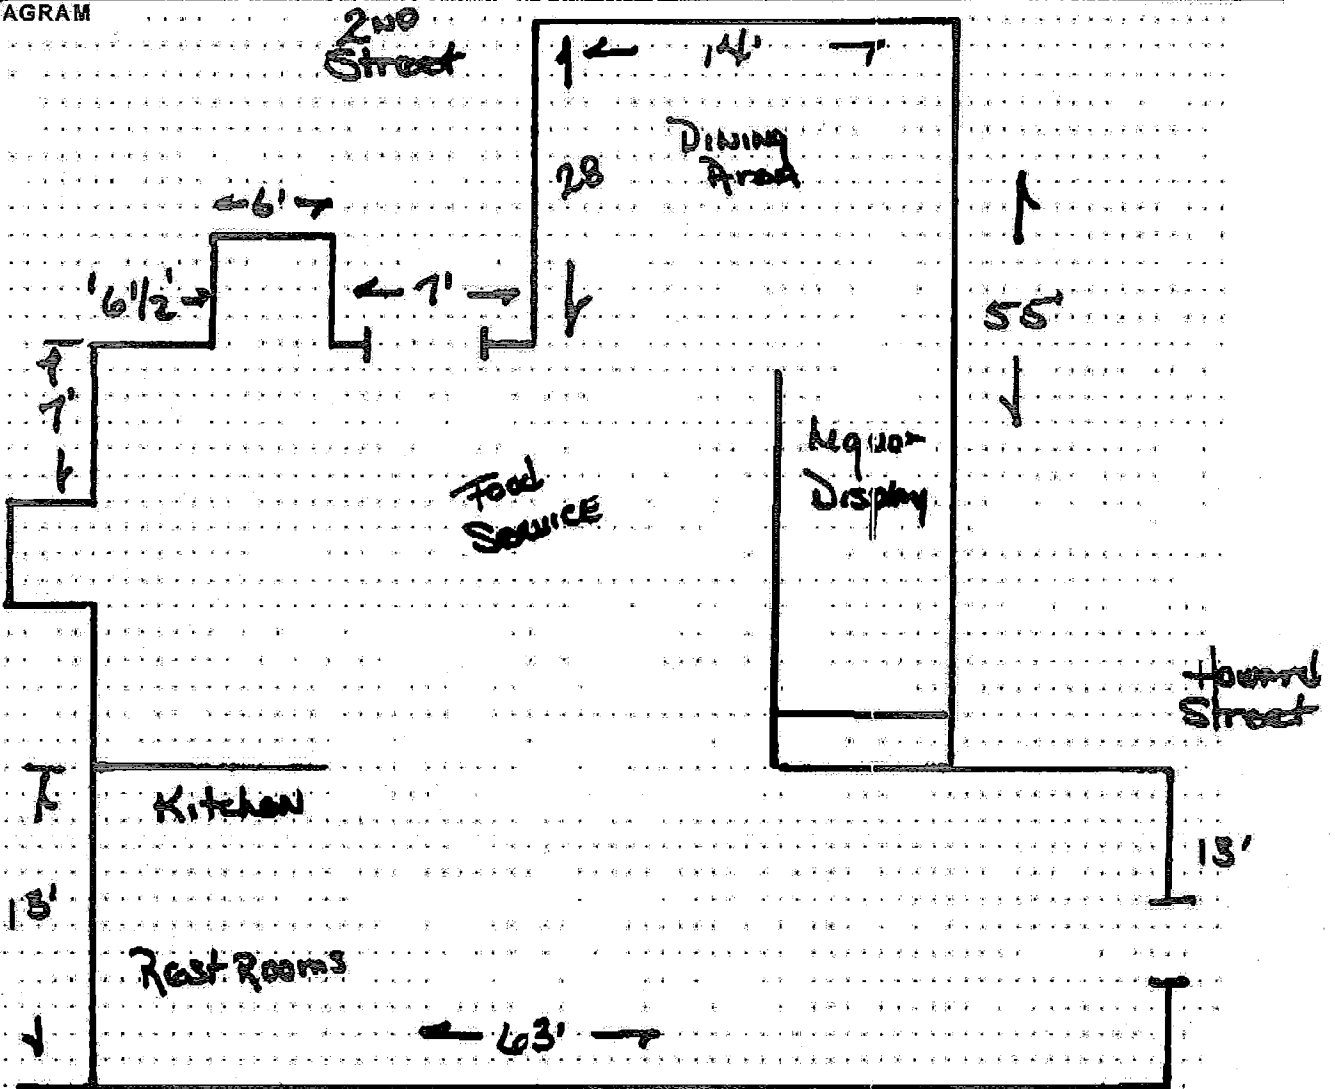 AGRAM
2ND
Street
14'
Dining
Area
28
6'
6 1/2'
7'
55'
7'
Liquor
Display
Food
SERVICE
Howard
Street
Kitchen
13'
Rest Rooms
63'